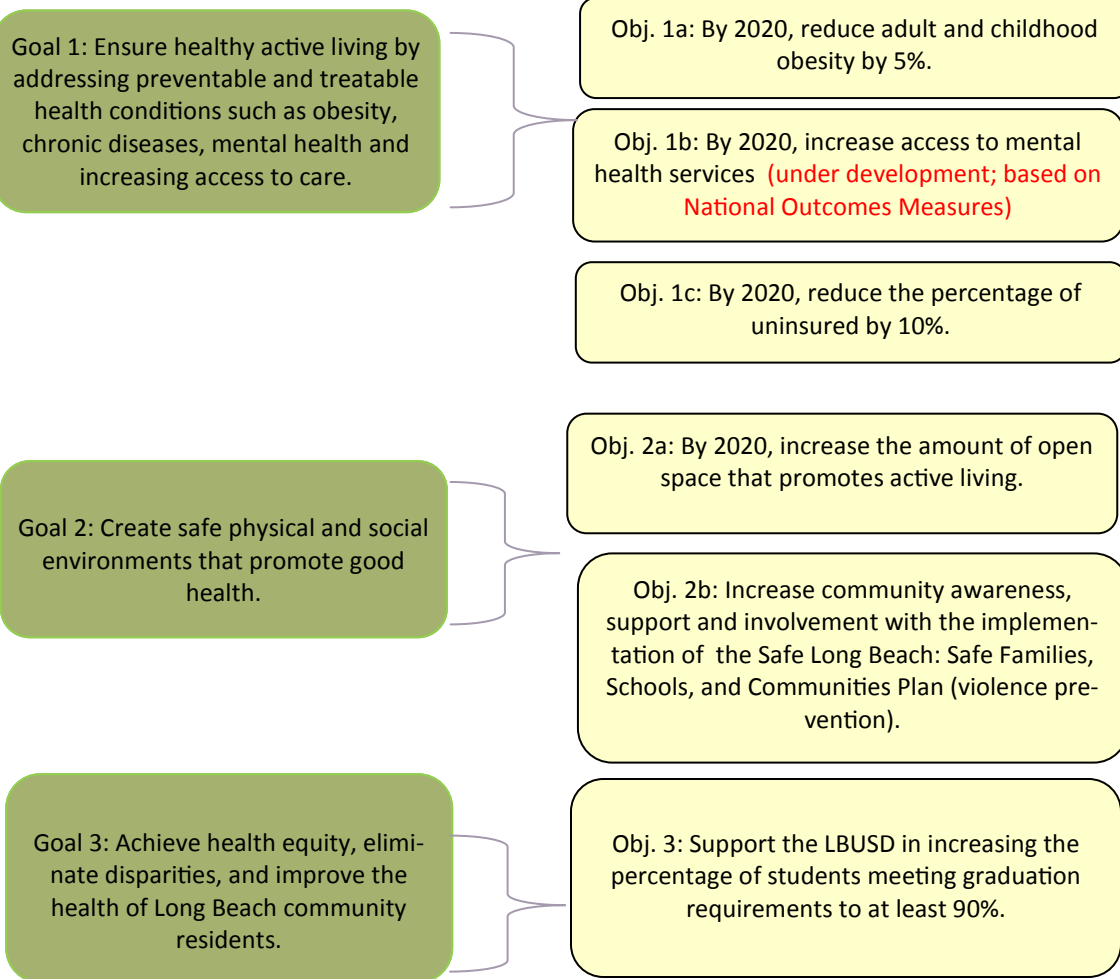 Goal 1: Ensure healthy active living by
addressing preventable and treatable
health conditions such as obesity,
chronic diseases, mental health and
increasing access to care.
Obj. 1a: By 2020, reduce adult and childhood
obesity by 5%.
Obj. 1b: By 2020, increase access to mental
health services (under development; based on
National Outcomes Measures)
Obj. 1c: By 2020, reduce the percentage of
uninsured by 10%.
Goal 2: Create safe physical and social
environments that promote good
health.
Obj. 2a: By 2020, increase the amount of open
space that promotes active living.
Obj. 2b: Increase community awareness,
support and involvement with the implemen-
tation of the Safe Long Beach: Safe Families,
Schools, and Communities Plan (violence pre-
vention).
Goal 3: Achieve health equity, elimi-
nate disparities, and improve the
health of Long Beach community
residents.
Obj. 3: Support the LBUSD in increasing the
percentage of students meeting graduation
requirements to at least 90%.